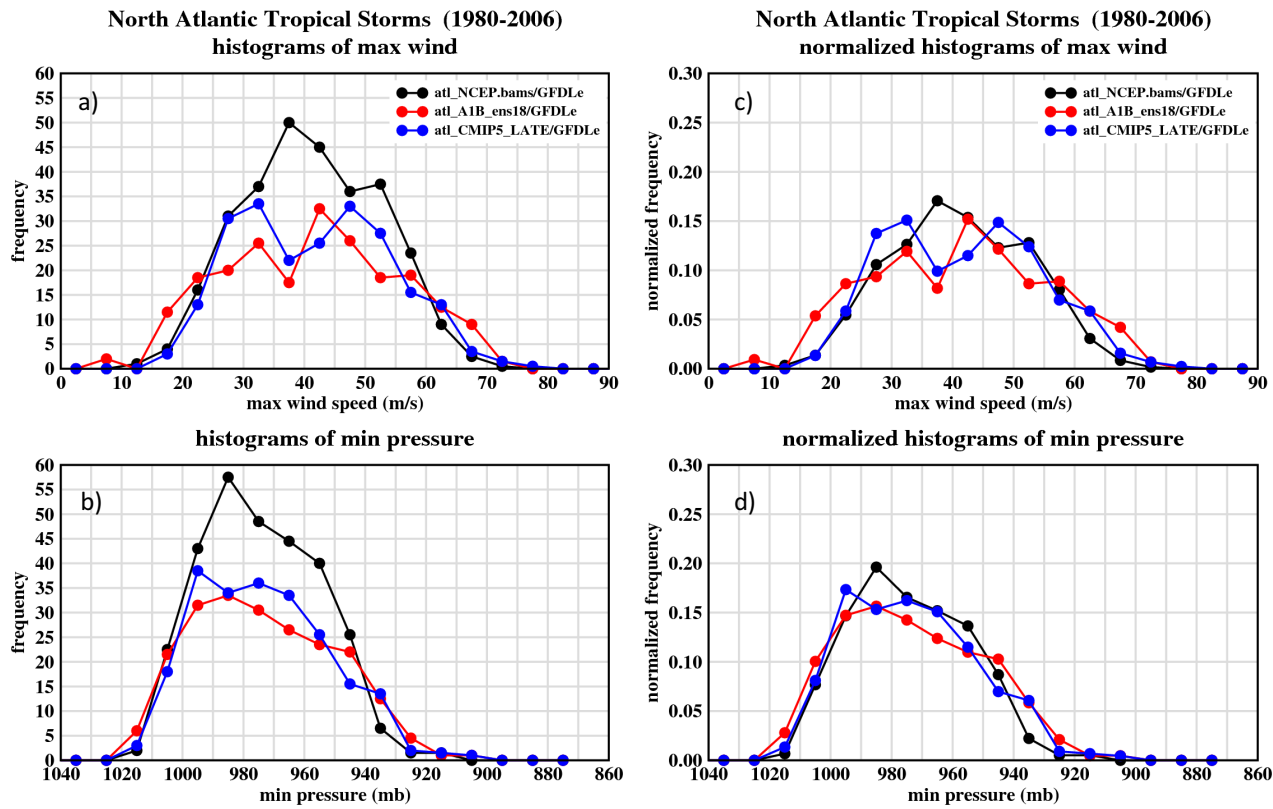 North Atlantic Tropical Storms (1980-2006)
histograms of max wind
60
55
50
45
40
35
30
25
20
15
10
5
0
frequency
a)
atl_NCEP.bams/GFDLe
atl_A1B_ens18/GFDLe
atl_CMIP5_LATE/GFDLe
0 10 20 30 40 50 60 70 80 90
max wind speed (m/s)
North Atlantic Tropical Storms (1980-2006)
normalized histograms of max wind
0.30
0.25
0.20
0.15
0.10
0.05
0.00
normalized frequency
c)
atl_NCEP.bams/GFDLe
atl_A1B_ens18/GFDLe
atl_CMIP5_LATE/GFDLe
0 10 20 30 40 50 60 70 80 90
max wind speed (m/s)
histograms of min pressure
60
55
50
45
40
35
30
25
20
15
10
5
0
frequency
b)
1040 1020 1000 980 960 940 920 900 880 860
min pressure (mb)
normalized histograms of min pressure
0.30
0.25
0.20
0.15
0.10
0.05
0.00
normalized frequency
d)
1040 1020 1000 980 960 940 920 900 880 860
min pressure (mb)